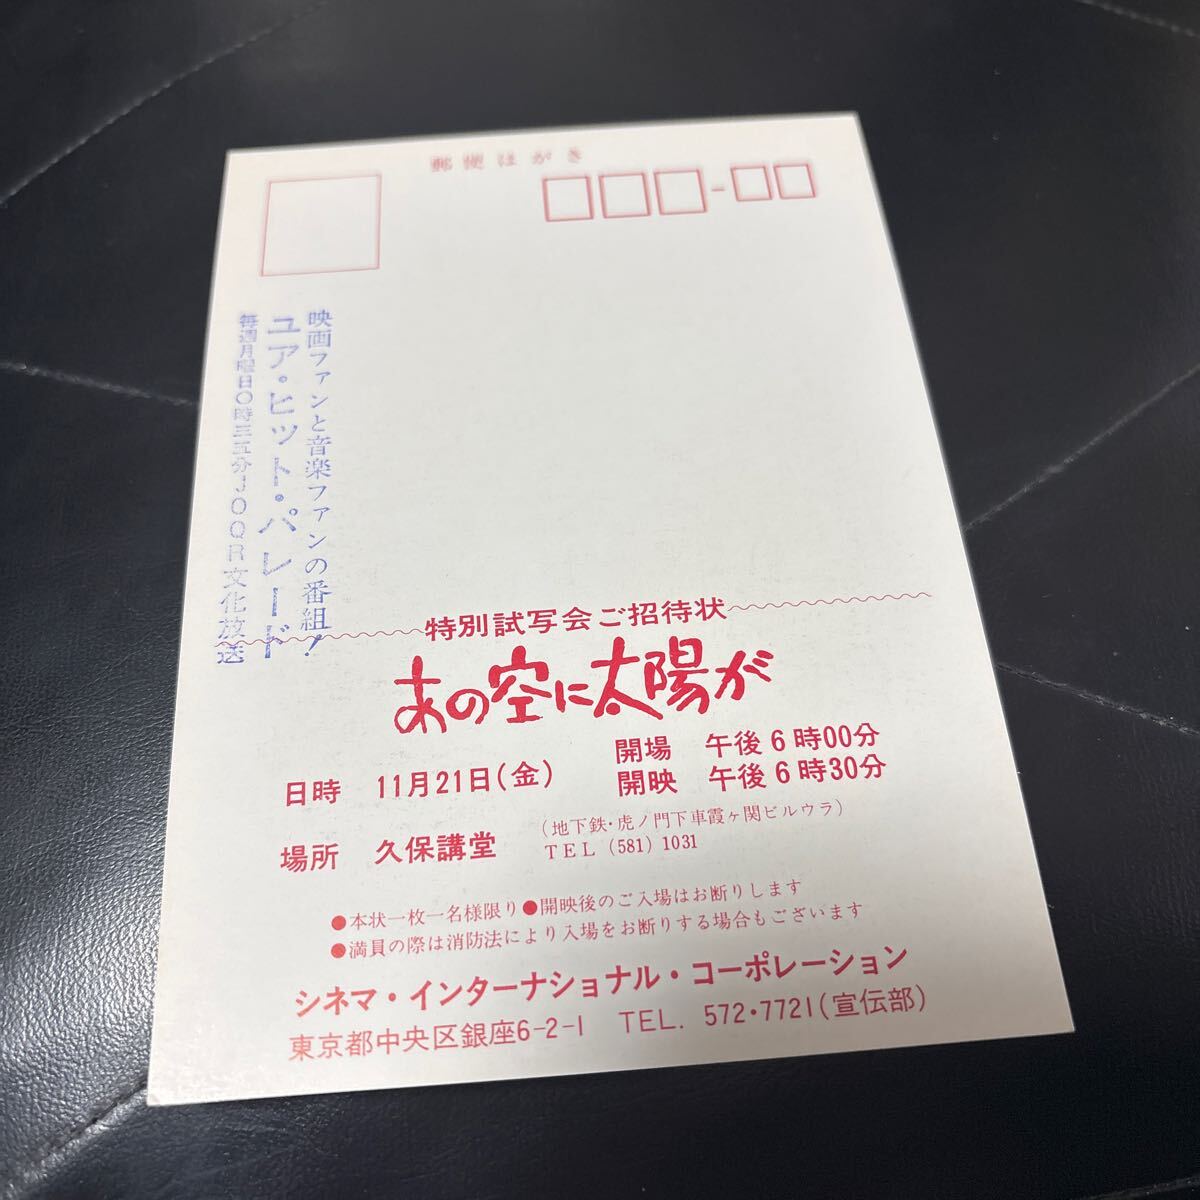 郵便はがき
映画ファンと音楽ファンの番組！
ユア・ヒット・パレード
毎週月曜日〇時三五分JOQR文化放送
特別試写会ご招待状
あの空に太陽が
日時 11月21日(金) 開場 午後6時00分
開映 午後6時30分
場所 久保講堂 (地下鉄・虎ノ門下車霞ヶ関ビルウラ)
TEL (581) 1031
●本状一枚一名様限り●開映後のご入場はお断りします
●満員の際は消防法により入場をお断りする場合もございます
シネマ・インターナショナル・コーポレーション
東京都中央区銀座6-2-1 TEL. 572・7721(宣伝部)